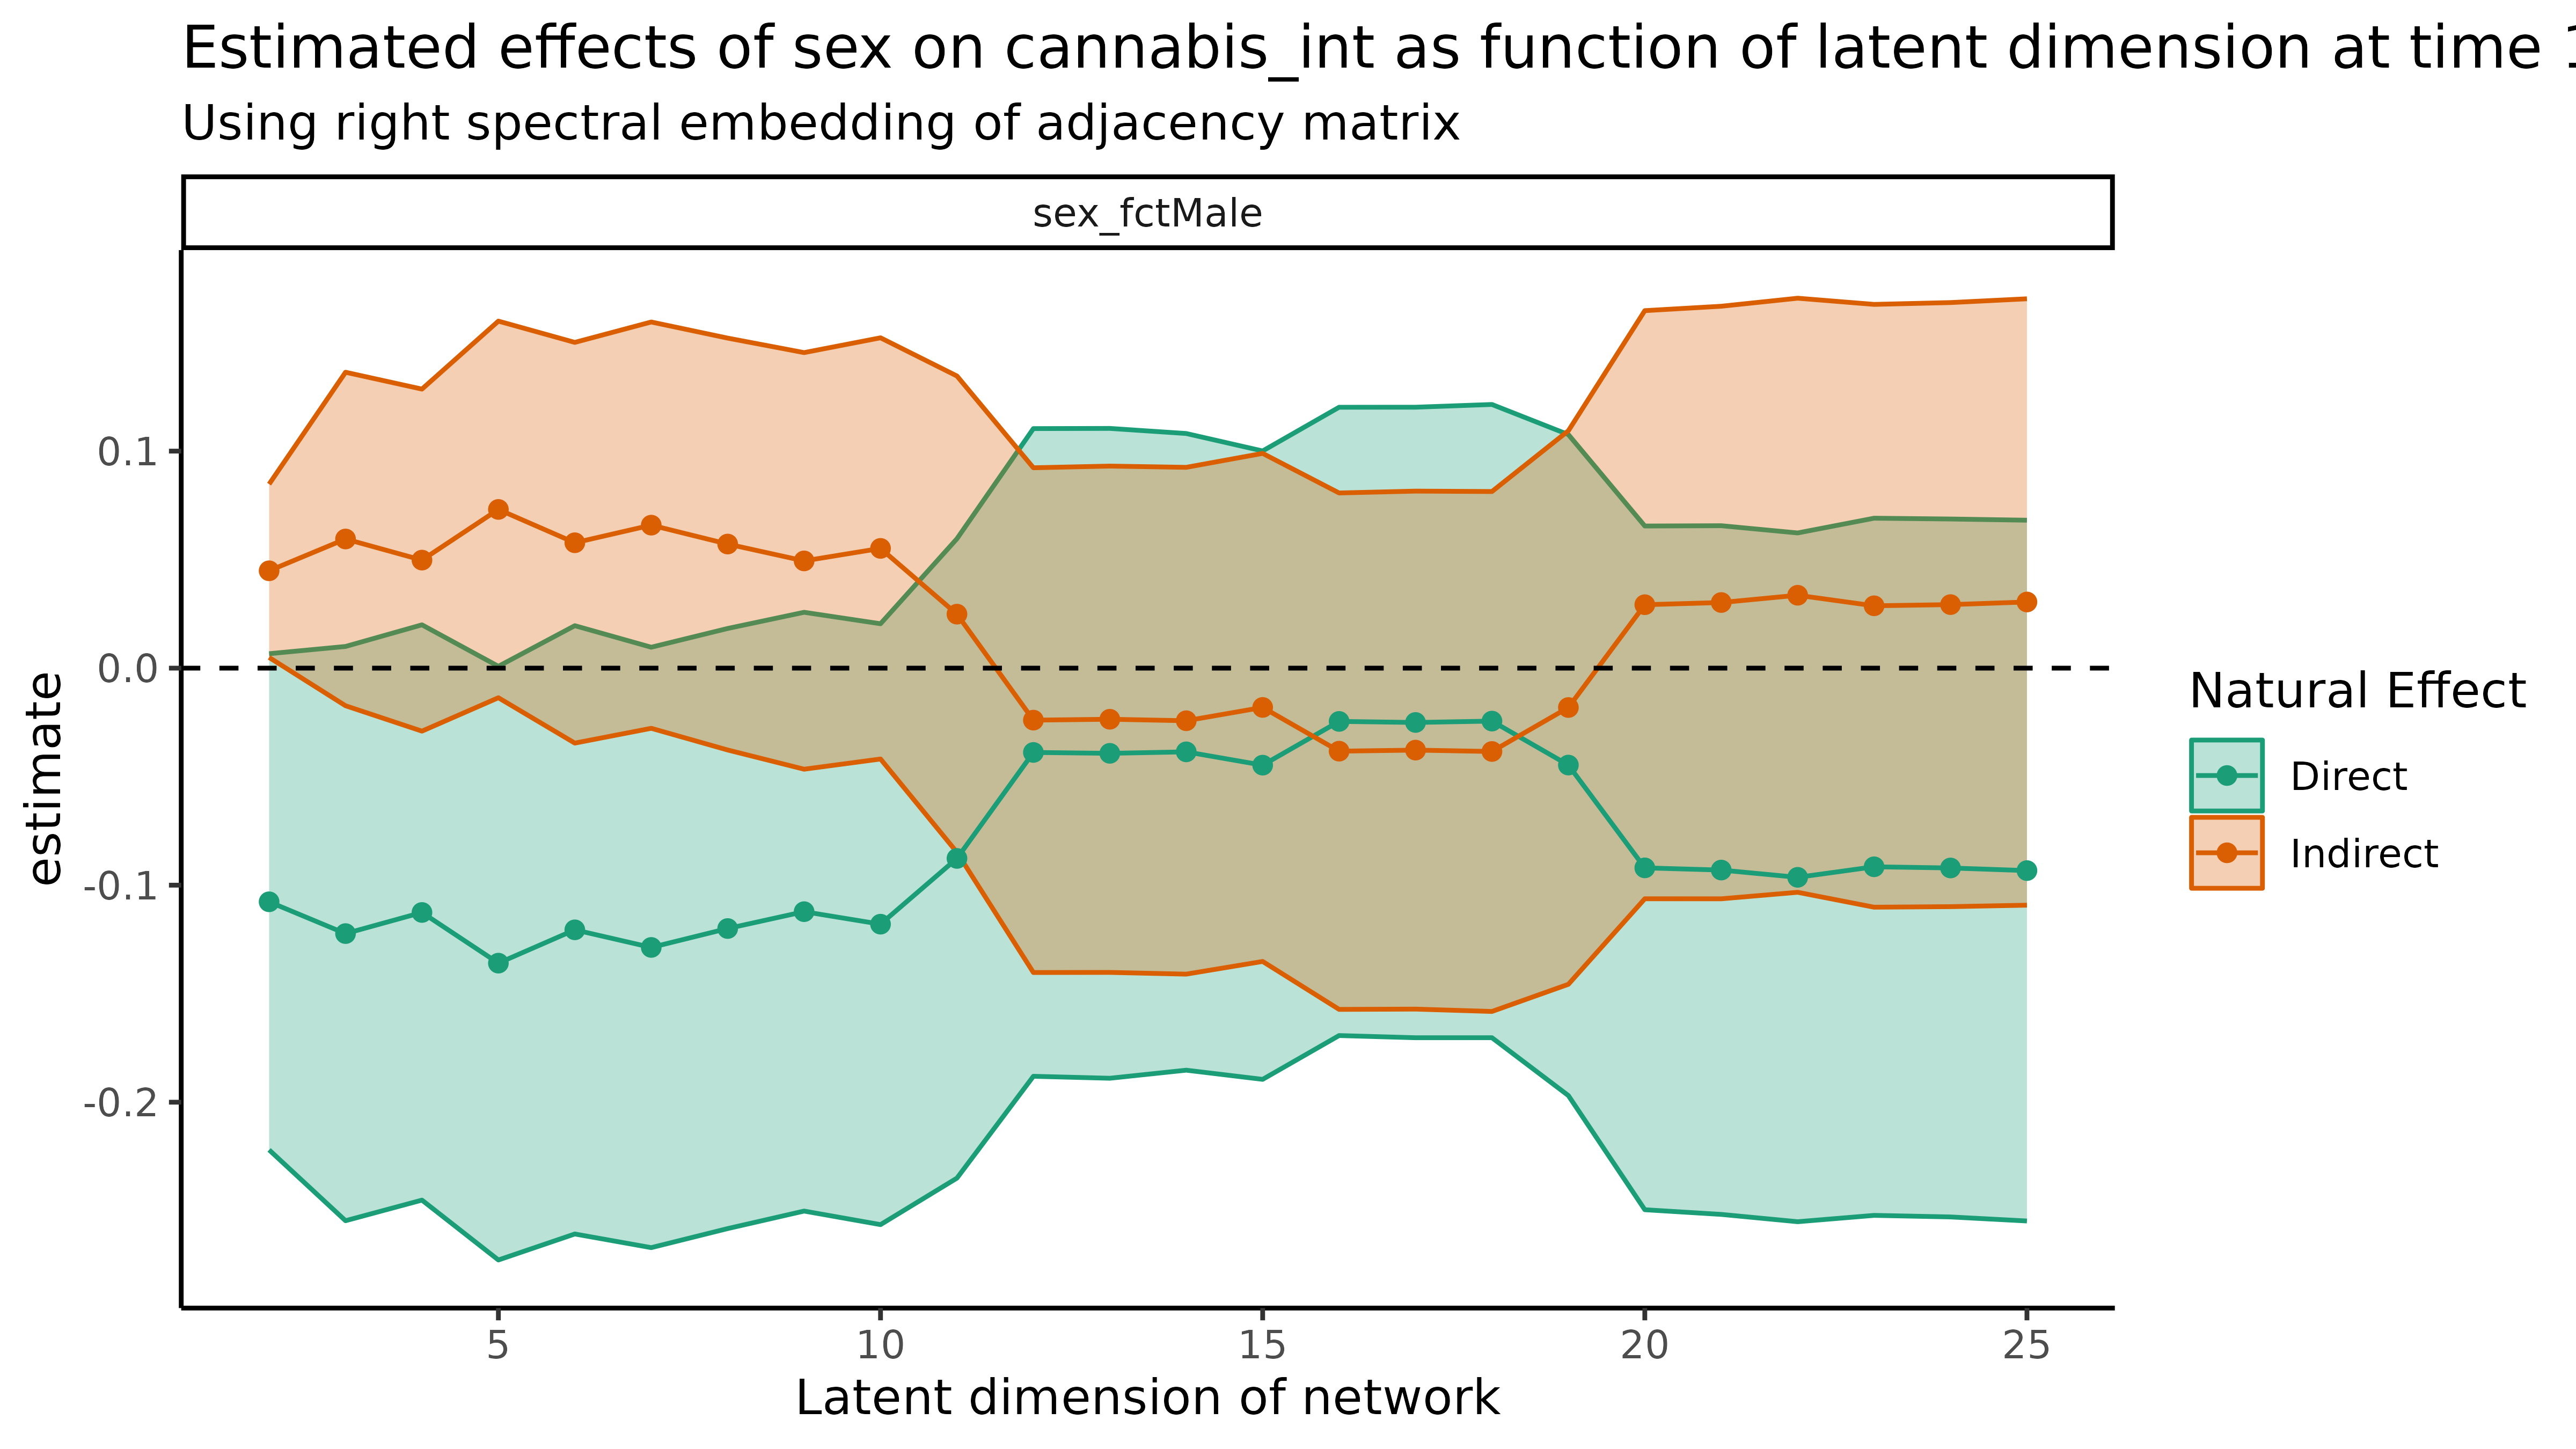 Estimated effects of sex on cannabis_int as function of latent dimension at time
Using right spectral embedding of adjacency matrix
sex_fctMale
0.1
0.0
-0.1
-0.2
estimate
5 10 15 20 25
Latent dimension of network
Natural Effect
Direct
Indirect